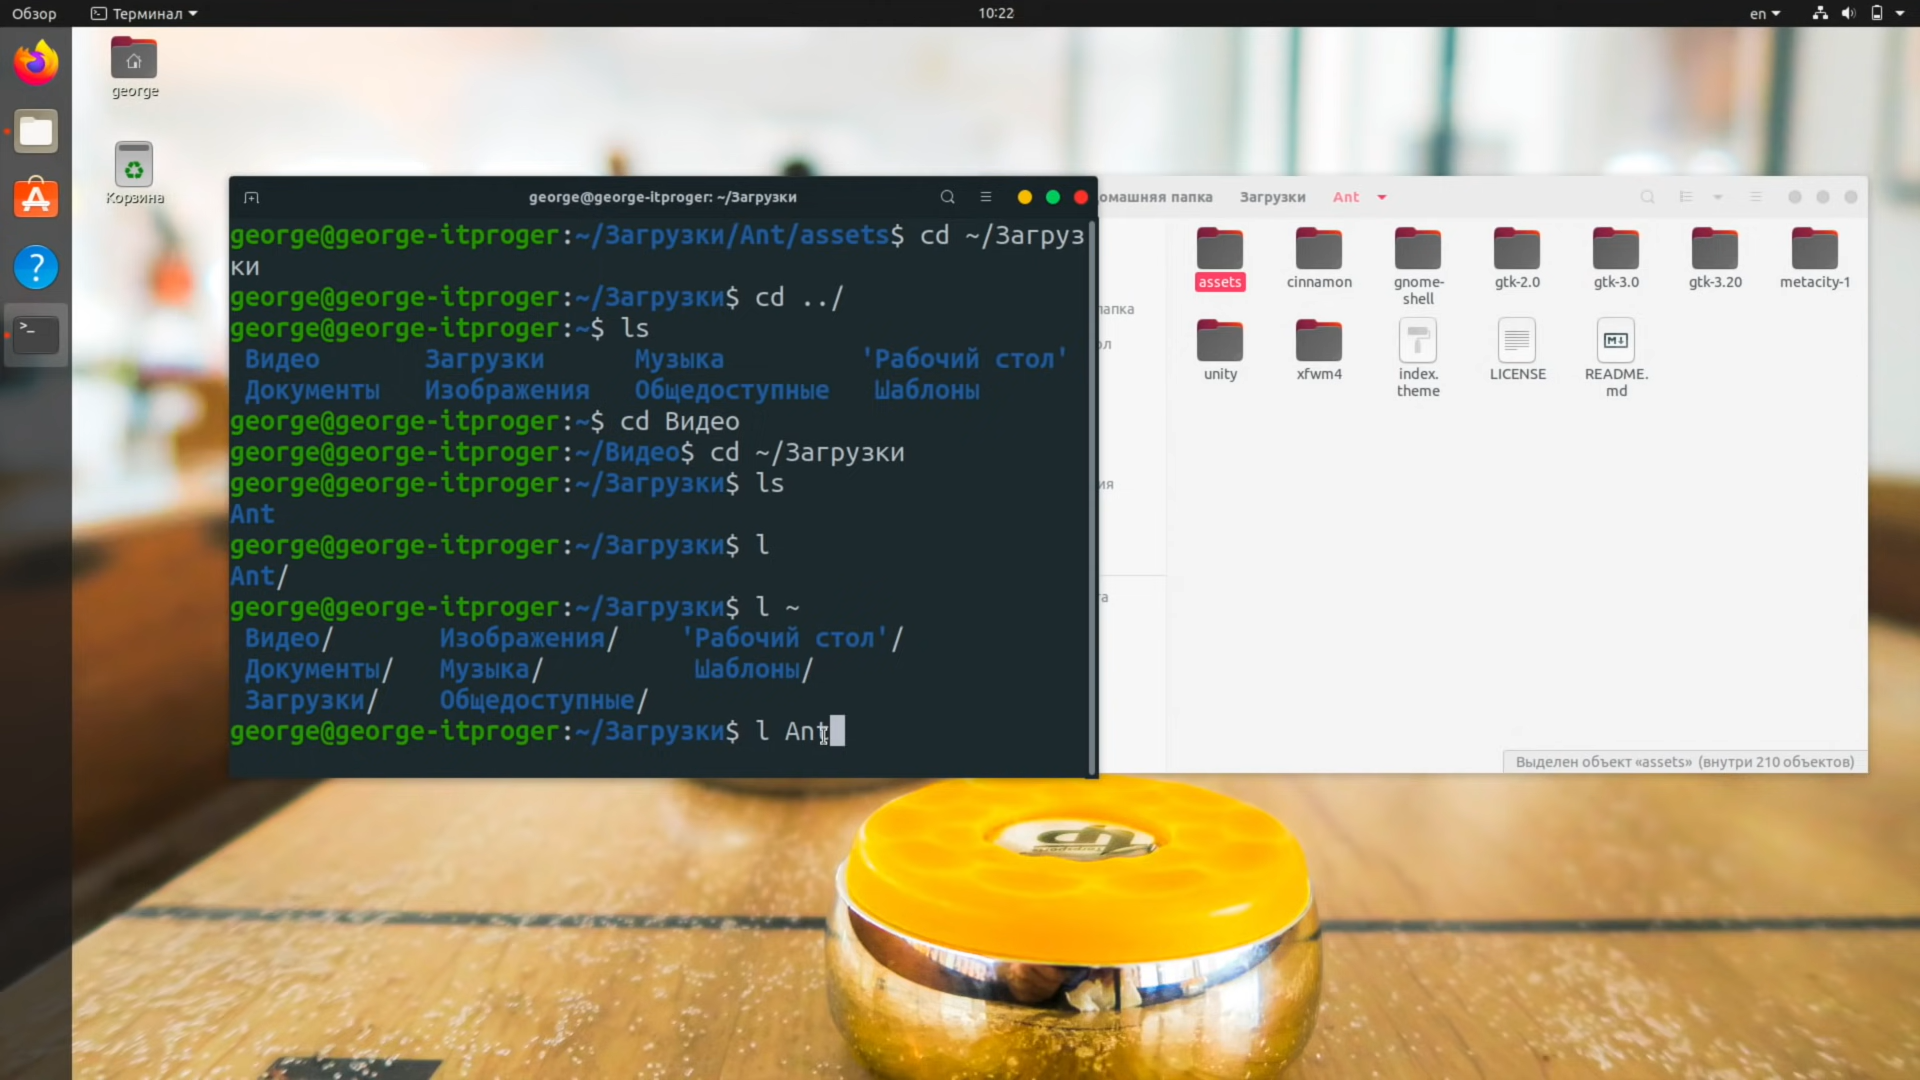 Обзор
Терминал
10:22
en
george
Корзина
george@george-itproger: ~/Загрузки
george@george-itproger:~/Загрузки/Ant/assets$ cd ~/Загруз
ки
george@george-itproger:~/Загрузки$ cd ../
george@george-itproger:~$ ls
Видео Загрузки Музыка 'Рабочий стол'
Документы Изображения Общедоступные Шаблоны
george@george-itproger:~$ cd Видео
george@george-itproger:~/Видео$ cd ~/Загрузки
george@george-itproger:~/Загрузки$ ls
Ant
george@george-itproger:~/Загрузки$ l
Ant/
george@george-itproger:~/Загрузки$ l ~
Видео/ Изображения/ 'Рабочий стол'/
Документы/ Музыка/ Шаблоны/
Загрузки/ Общедоступные/
george@george-itproger:~/Загрузки$ l Ant
омашняя папка Загрузки Ant
папка
ол
ия
та
assets
cinnamon
gnome-
shell
gtk-2.0
gtk-3.0
gtk-3.20
metacity-1
unity
xfwm4
index.
theme
LICENSE
README.
md
Выделен объект «assets» (внутри 210 объектов)